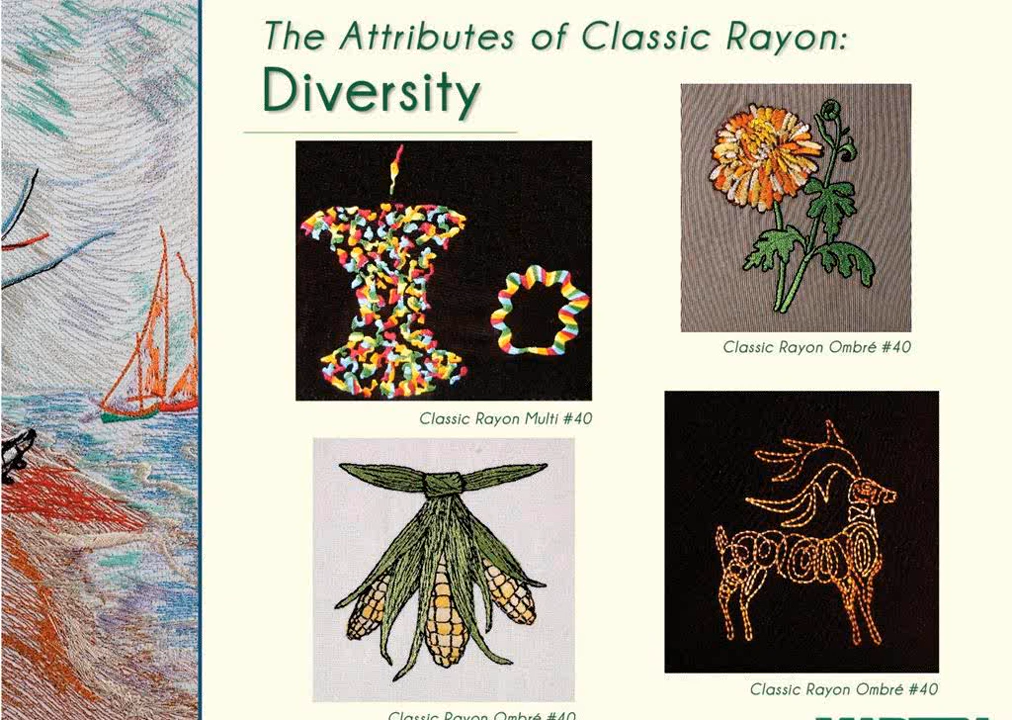 The Attributes of Classic Rayon:
Diversity
Classic Rayon Ombré #40
Classic Rayon Multi #40
Classic Rayon Ombré #40
Classic Rayon Ombré #40